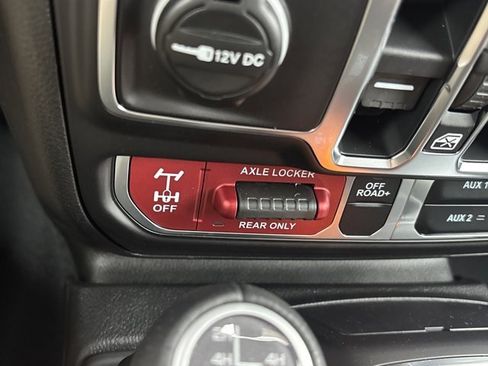 12V DC
AXLE LOCKER
OFF
OFF
ROAD+
REAR ONLY
AUX 1
AUX 2
4H
4H